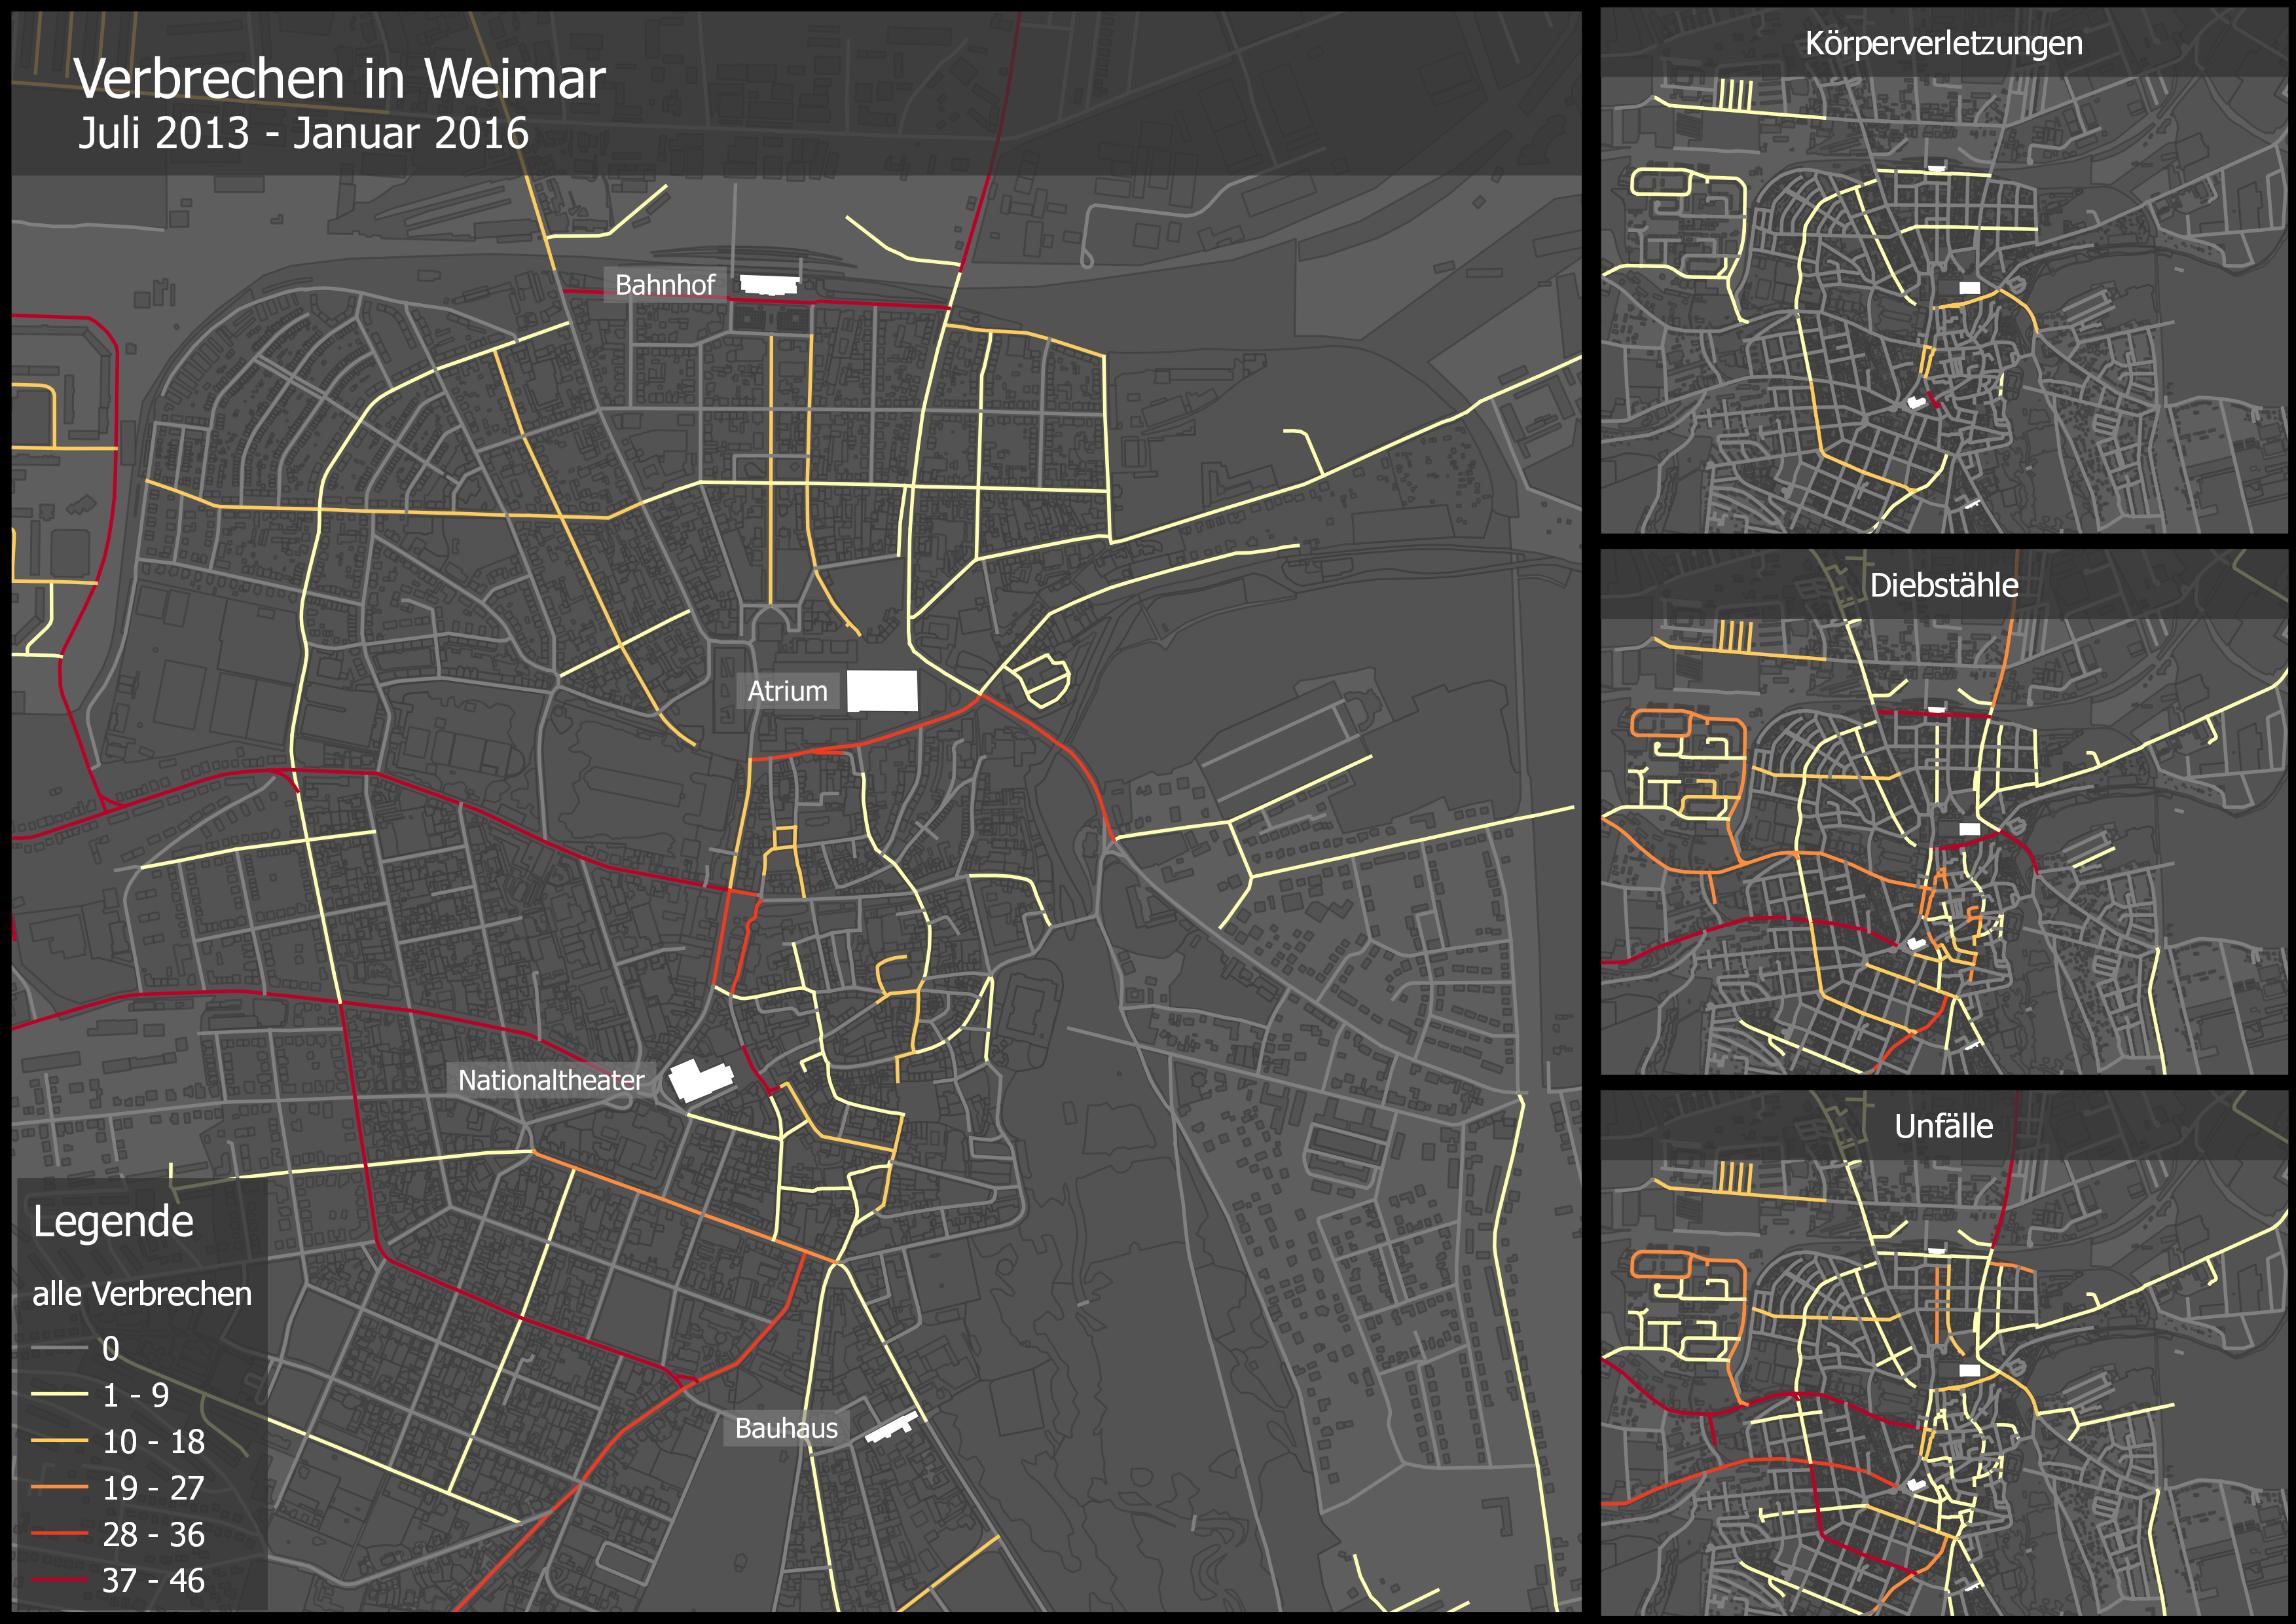 Verbrechen in Weimar
Juli 2013 - Januar 2016
Bahnhof
Atrium
Nationaltheater
Bauhaus
Legende
alle Verbrechen
0
1 - 9
10 - 18
19 - 27
28 - 36
37 - 46
Körperverletzungen
Diebstähle
Unfälle